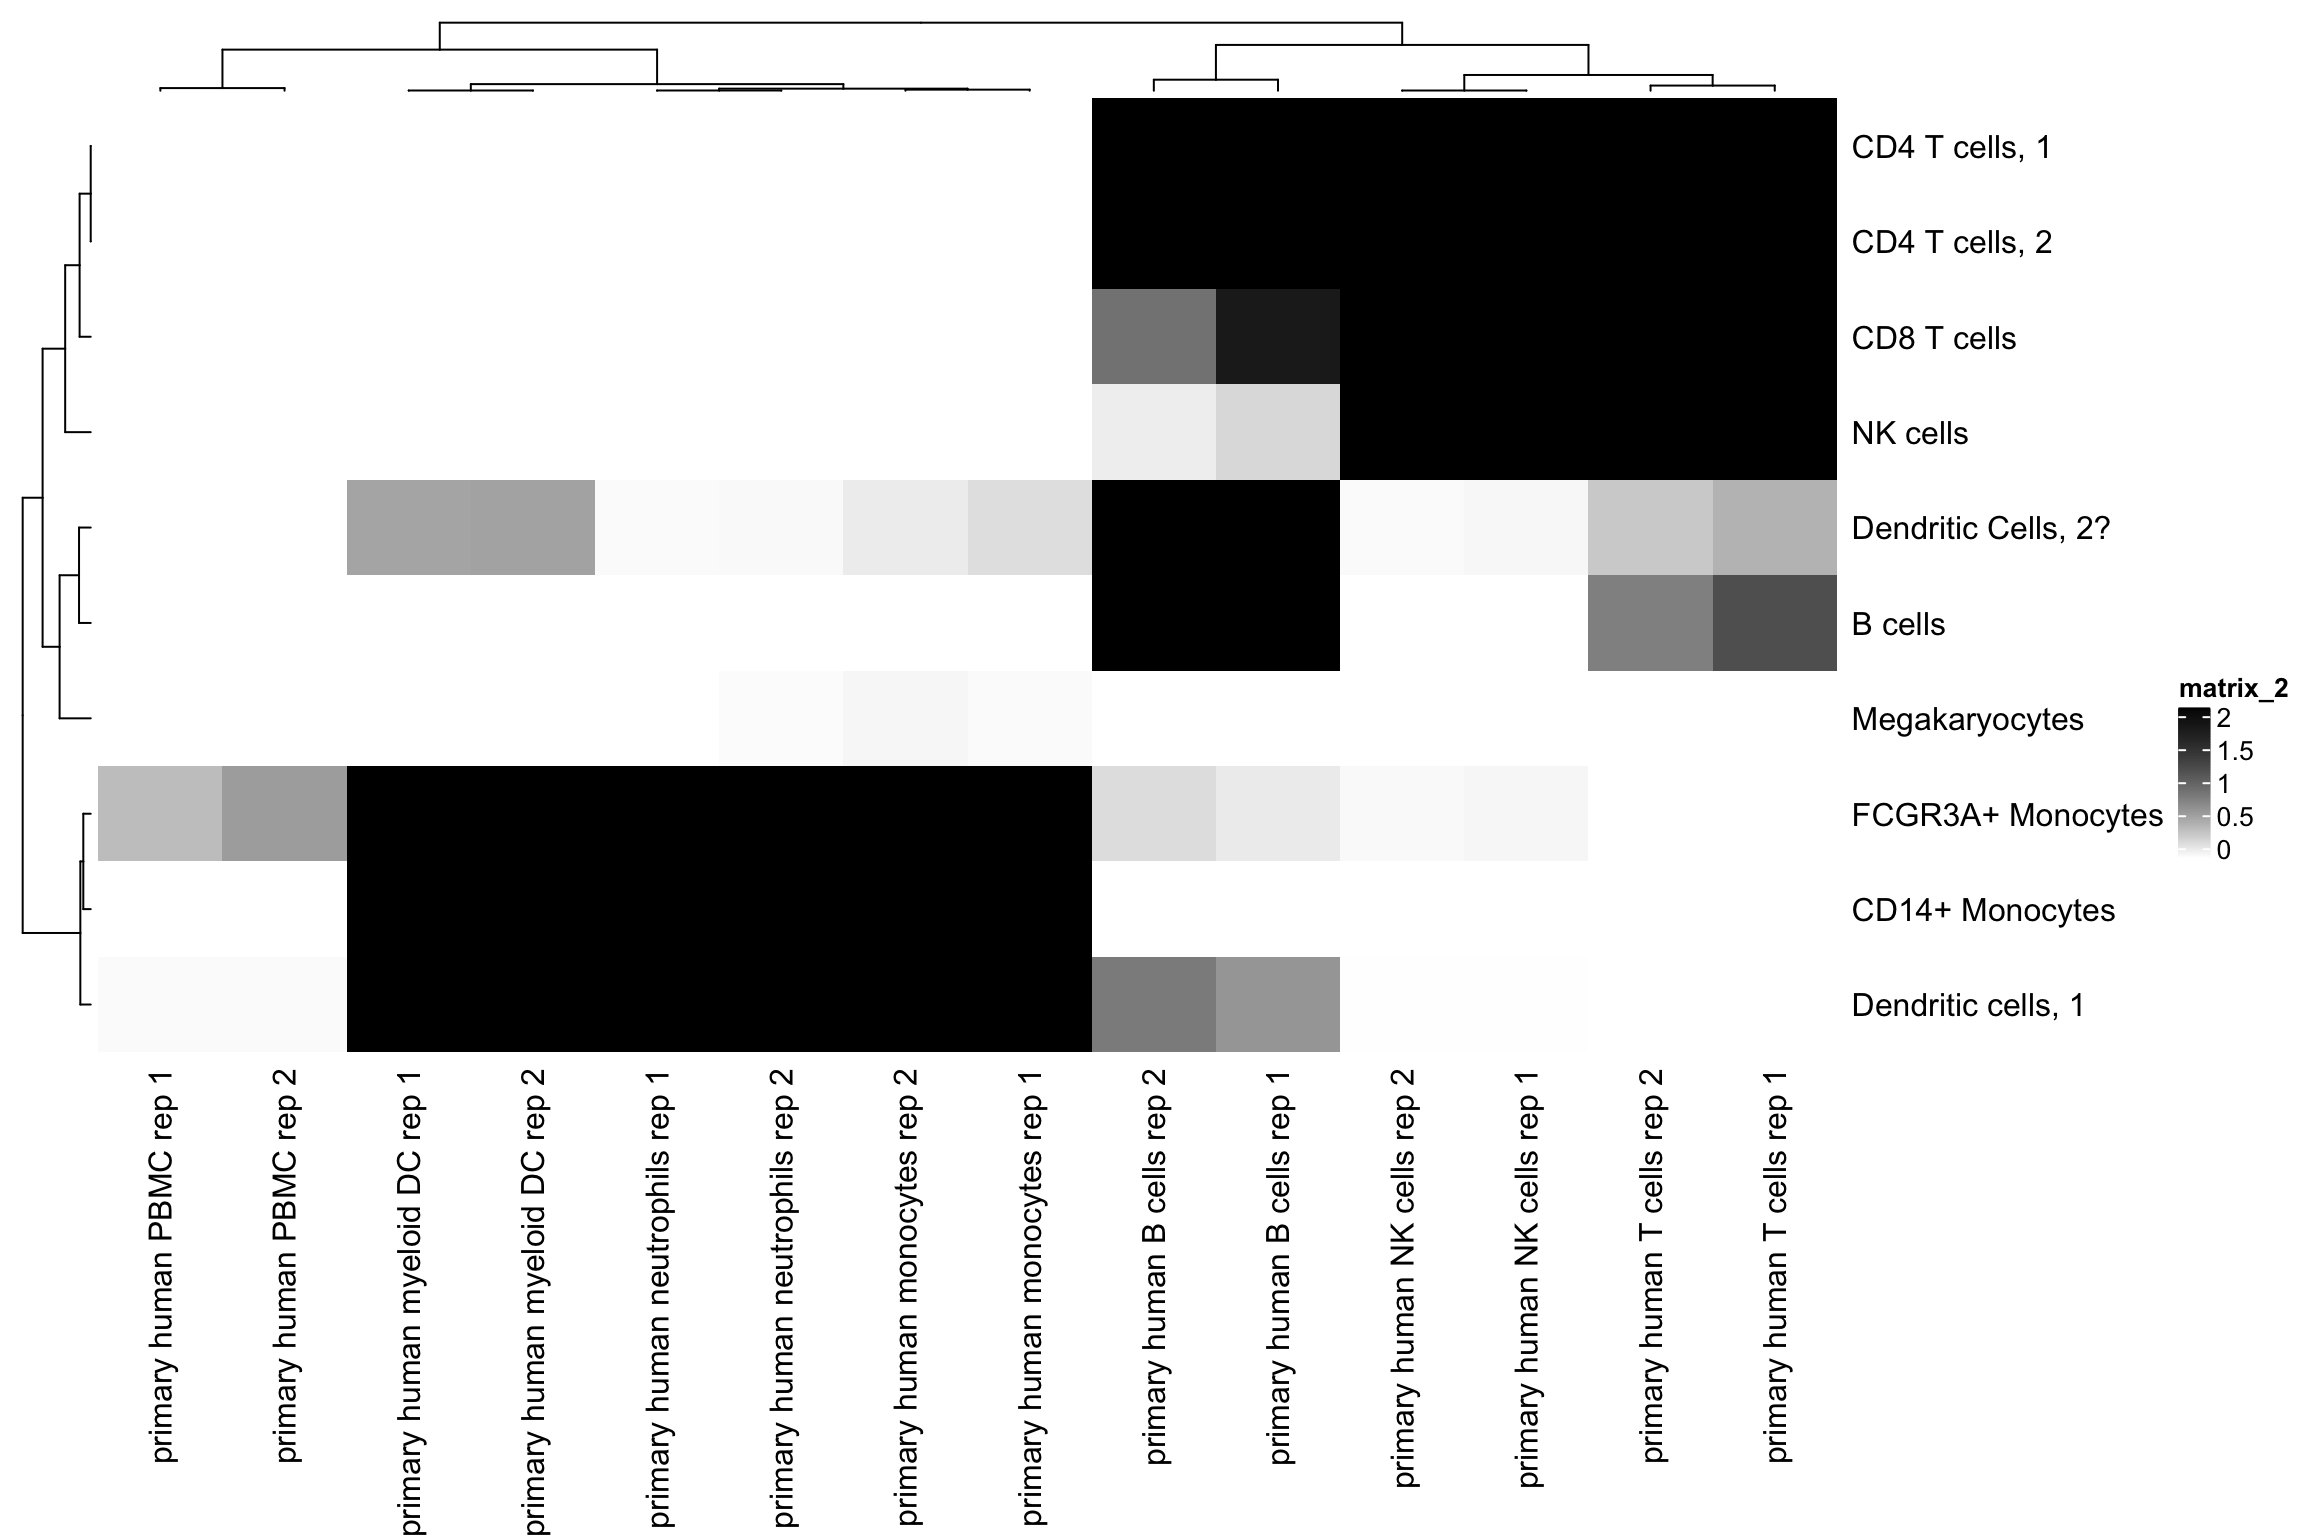 CD4 T cells, 1
CD4 T cells, 2
CD8 T cells
NK cells
Dendritic Cells, 2?
B cells
Megakaryocytes
FCGR3A+ Monocytes
CD14+ Monocytes
Dendritic cells, 1
matrix_2
2
1.5
1
0.5
0
primary human PBMC rep 1
primary human PBMC rep 2
primary human myeloid DC rep 1
primary human myeloid DC rep 2
primary human neutrophils rep 1
primary human neutrophils rep 2
primary human monocytes rep 2
primary human monocytes rep 1
primary human B cells rep 2
primary human B cells rep 1
primary human NK cells rep 2
primary human NK cells rep 1
primary human T cells rep 2
primary human T cells rep 1